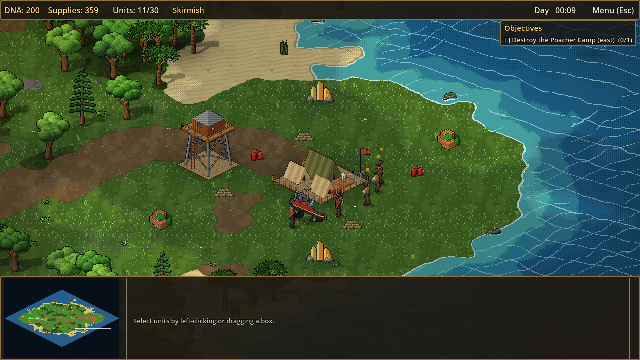 DNA: 200 Supplies: 359 Units: 11/30 Skirmish Day 00:09 Menu (Esc)
Objectives
[ ] Destroy the Poacher Camp (east) (0/1)
Select units by left-clicking or dragging a box.